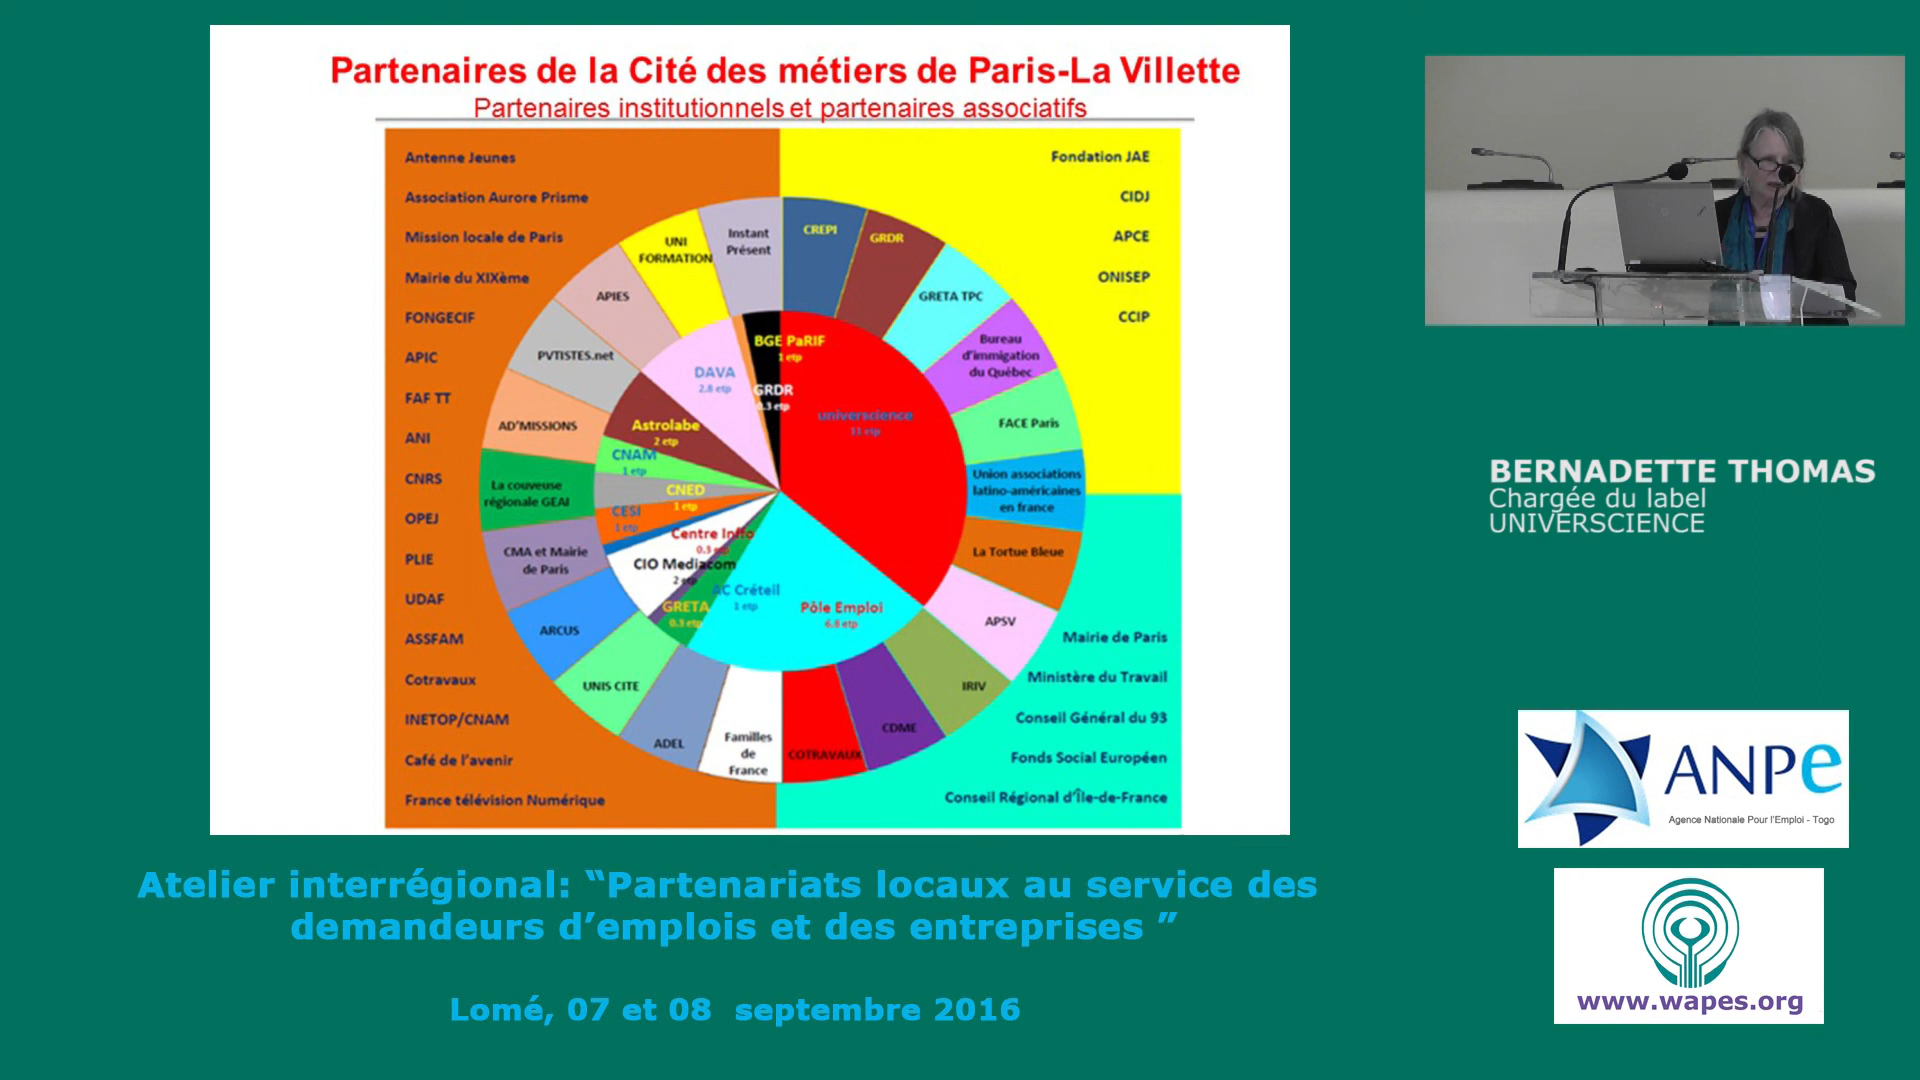 Partenaires de la Cité des métiers de Paris-La Villette
Partenaires institutionnels et partenaires associatifs
Antenne Jeunes
Association Aurore Prisme
Mission locale de Paris
Mairie du XIXème
FONGECIF
APIC
FAF TT
ANI
CNRS
OPEJ
PLIE
UDAF
ASSFAM
Cotravaux
INETOP/CNAM
Café de l'avenir
France télévision Numérique
Fondation JAE
CIDJ
APCE
ONISEP
CCIP
Mairie de Paris
Ministère du Travail
Conseil Général du 93
Fonds Social Européen
Conseil Régional d'Île-de-France
CREPI
GRDR
GRETA TPC
Bureau
d'immigation
du Québec
FACE Paris
Union associations
latino-américaines
en france
La Tortue Bleue
APSV
IRIV
CDME
COTRAVAUX
Familles
de
France
ADEL
UNIS CITE
ARCUS
CMA et Mairie
de Paris
La couveuse
régionale GEAI
AD'MISSIONS
PVTISTES.net
APIES
UNI
FORMATION
Instant
Présent
universcience
11 etp
Pôle Emploi
6.8 etp
AC Créteil
1 etp
GRETA
0.3 etp
CIO Mediacom
2 etp
Centre Inffo
0.3 etp
CESI
1 etp
CNED
1 etp
CNAM
1 etp
Astrolabe
2 etp
DAVA
2.8 etp
GRDR
0.3 etp
BGE PaRIF
1 etp
BERNADETTE THOMAS
Chargée du label
UNIVERSCIENCE
ANPe
Agence Nationale Pour l'Emploi - Togo
www.wapes.org
Atelier interrégional: “Partenariats locaux au service des
demandeurs d’emplois et des entreprises ”
Lomé, 07 et 08 septembre 2016